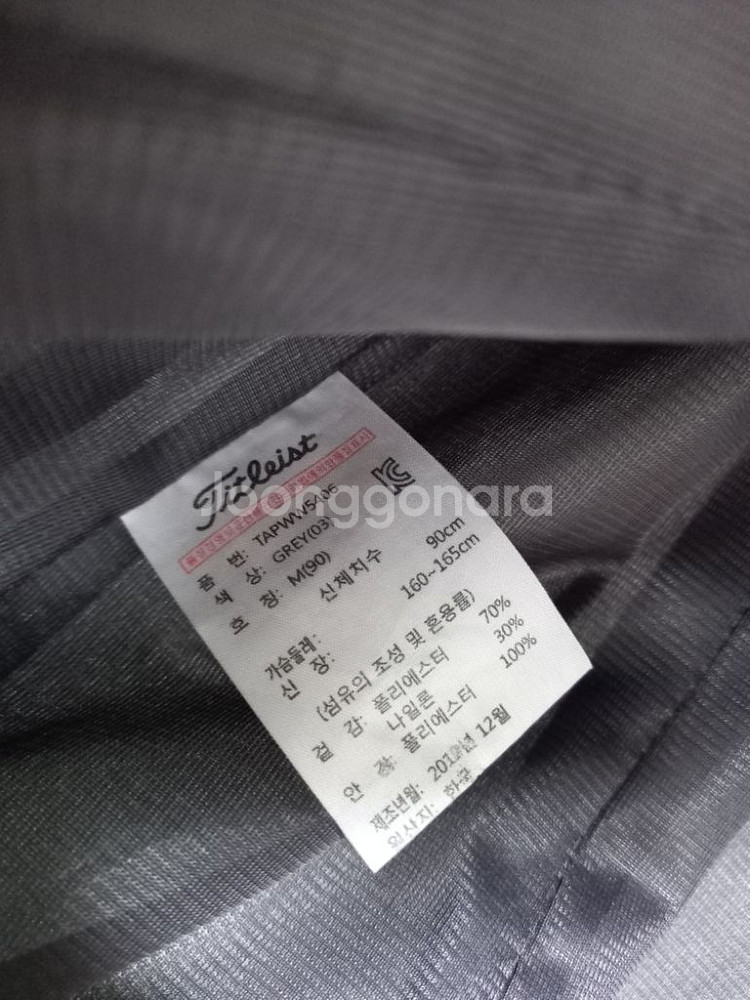 Titleist
joonggonara
품 번: TAPWW5A06
색 상: GREY(03)
호 칭: M(90)
신체치수
가슴둘레: 90cm
신 장: 160~165cm
(섬유의 조성 및 혼용률)
겉 감: 폴리에스터 70%
나일론 30%
안 감: 폴리에스터 100%
제조년월: 12월